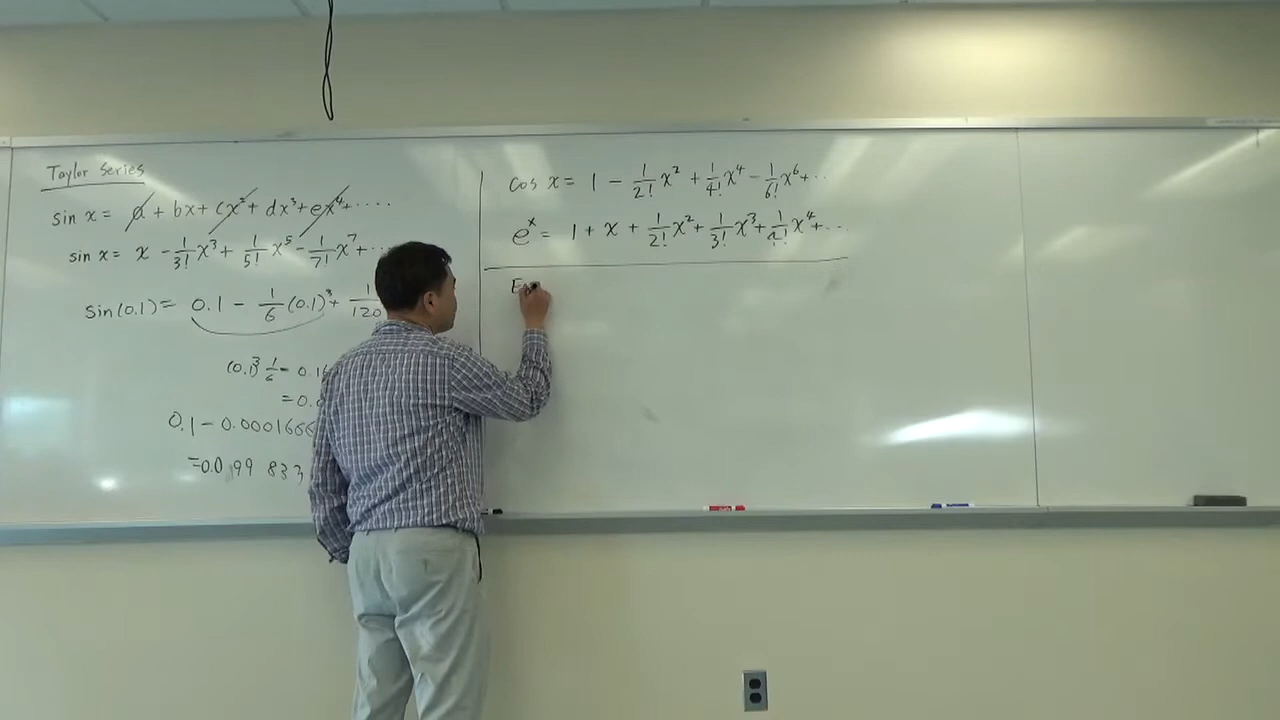 Taylor Series
sin x = a + bx + cx² + dx³ + ex⁴ + ....
sin x = x - 1/3! x³ + 1/5! x⁵ - 1/7! x⁷ + ..
sin(0.1) = 0.1 - 1/6 (0.1)³ + 1/120
(0.1)³ 1/6 = 0.1
= 0.0
0.1 - 0.0001666
= 0.0199 833
cos x = 1 - 1/2! x² + 1/4! x⁴ - 1/6! x⁶ + ..
eˣ = 1 + x + 1/2! x² + 1/3! x³ + 1/4! x⁴ + ...